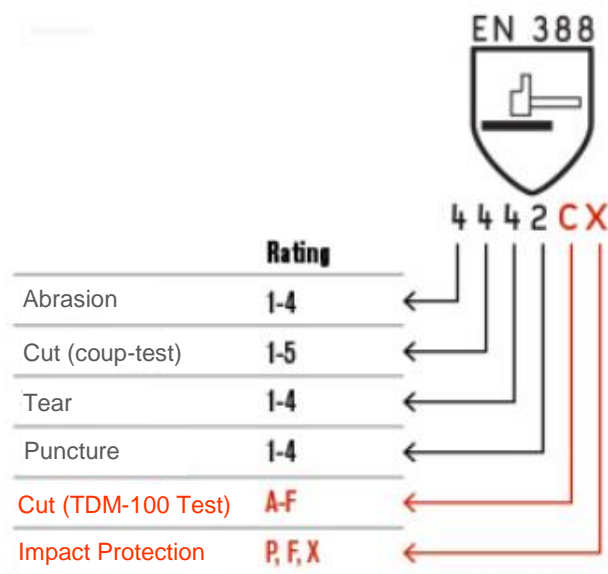 EN 388
4 4 4 2 C X
Rating
Abrasion 1-4
Cut (coup-test) 1-5
Tear 1-4
Puncture 1-4
Cut (TDM-100 Test) A-F
Impact Protection P, F, X